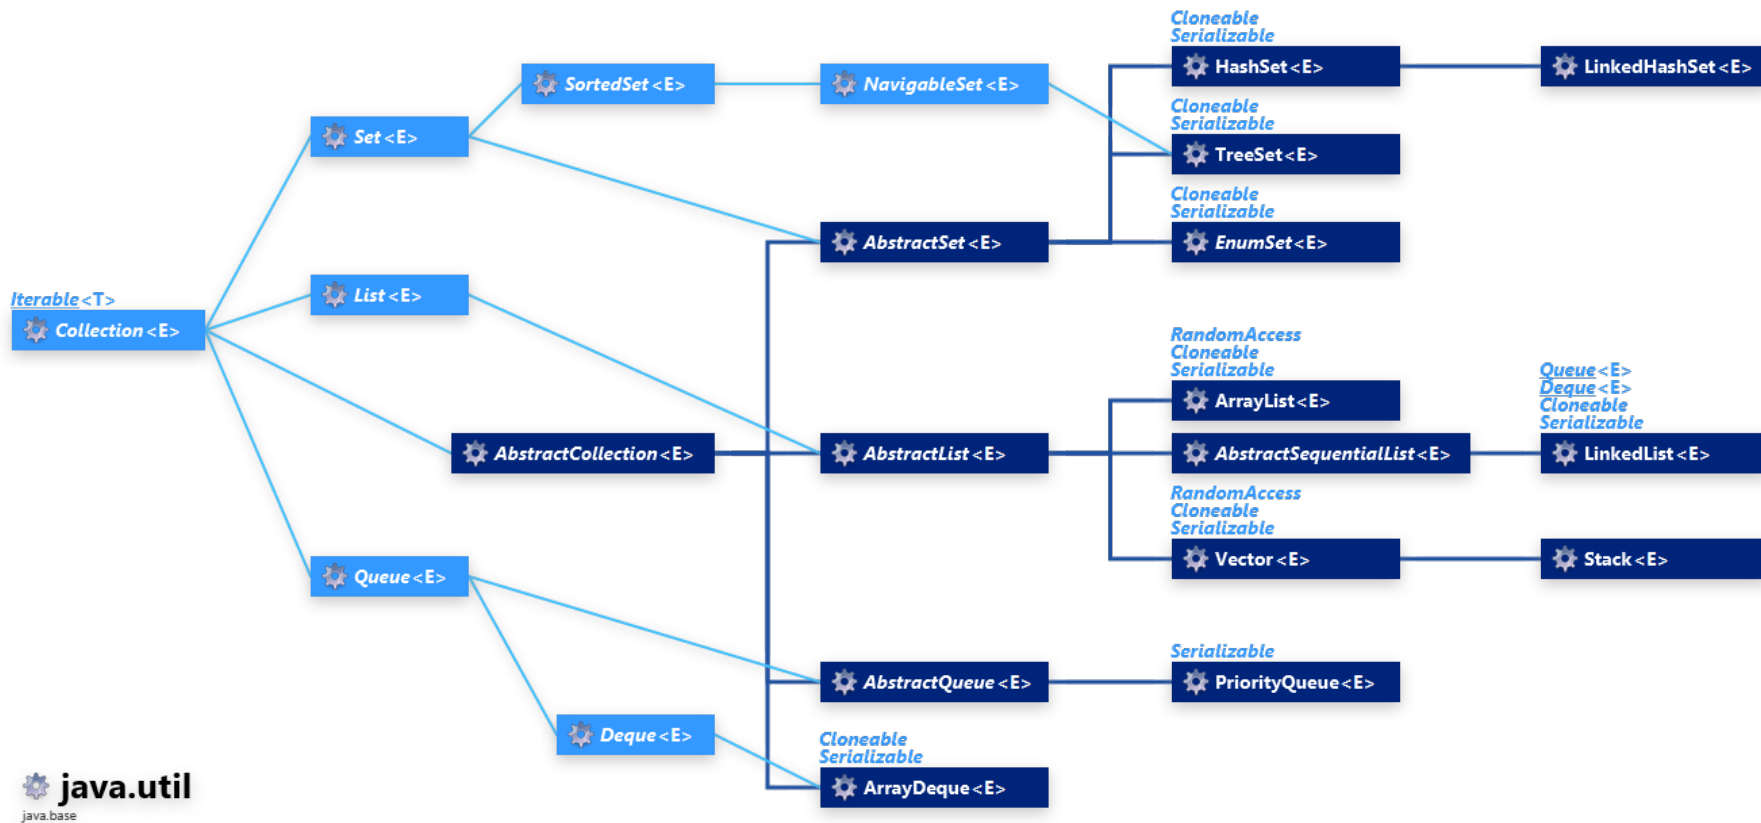 Cloneable
Serializable
HashSet<E>
LinkedHashSet<E>
SortedSet<E>
NavigableSet<E>
Cloneable
Serializable
Set<E>
TreeSet<E>
Cloneable
Serializable
AbstractSet<E>
EnumSet<E>
Iterable<T>
Collection<E>
List<E>
RandomAccess
Cloneable
Serializable
ArrayList<E>
Queue<E>
Deque<E>
Cloneable
Serializable
AbstractCollection<E>
AbstractList<E>
AbstractSequentialList<E>
LinkedList<E>
RandomAccess
Cloneable
Serializable
Vector<E>
Stack<E>
Queue<E>
Serializable
AbstractQueue<E>
PriorityQueue<E>
Deque<E>
Cloneable
Serializable
ArrayDeque<E>
java.util
java.base